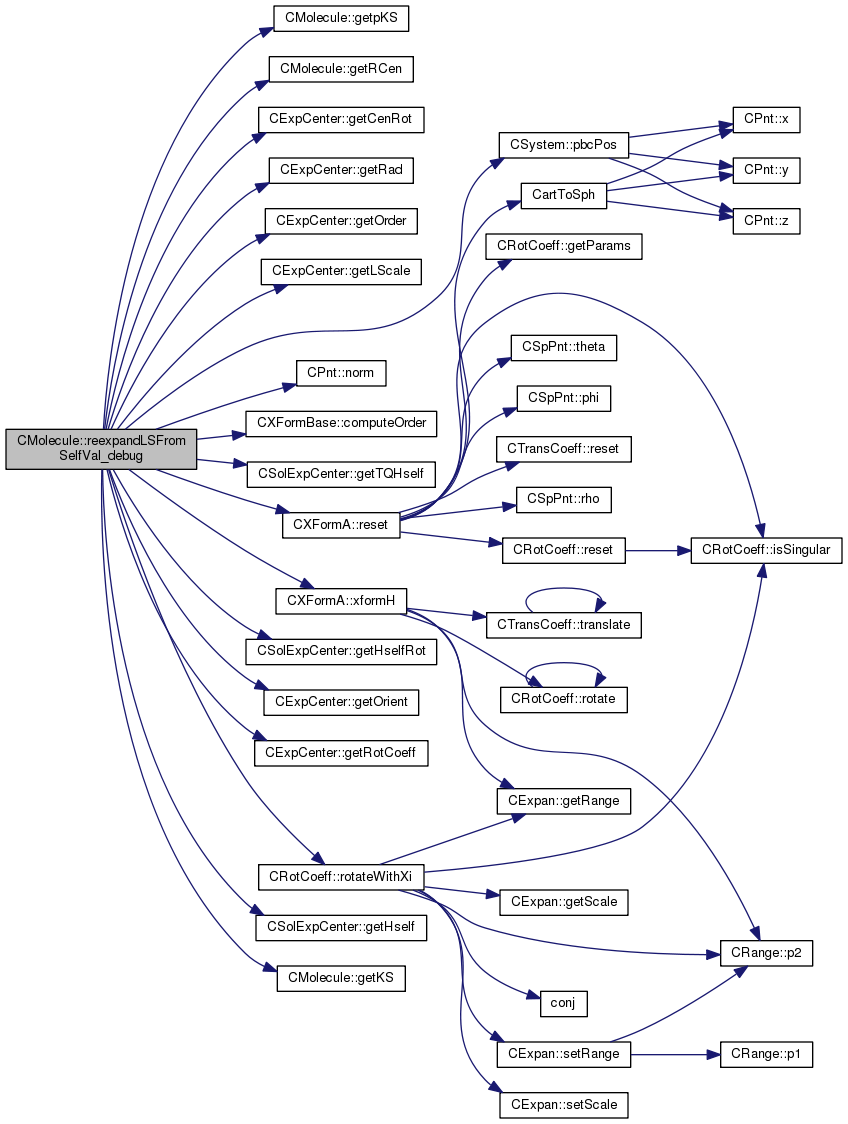 CMolecule::reexpandLSFrom
SelfVal_debug
CMolecule::getpKS
CMolecule::getRCen
CExpCenter::getCenRot
CExpCenter::getRad
CExpCenter::getOrder
CExpCenter::getLScale
CPnt::norm
CXFormBase::computeOrder
CSolExpCenter::getTQHself
CXFormA::reset
CXFormA::xformH
CSolExpCenter::getHselfRot
CExpCenter::getOrient
CExpCenter::getRotCoeff
CRotCoeff::rotateWithXi
CSolExpCenter::getHself
CMolecule::getKS
CSystem::pbcPos
CartToSph
CRotCoeff::getParams
CSpPnt::theta
CSpPnt::phi
CTransCoeff::reset
CSpPnt::rho
CRotCoeff::reset
CTransCoeff::translate
CRotCoeff::rotate
CExpan::getRange
CExpan::getScale
conj
CExpan::setRange
CExpan::setScale
CPnt::x
CPnt::y
CPnt::z
CRotCoeff::isSingular
CRange::p2
CRange::p1